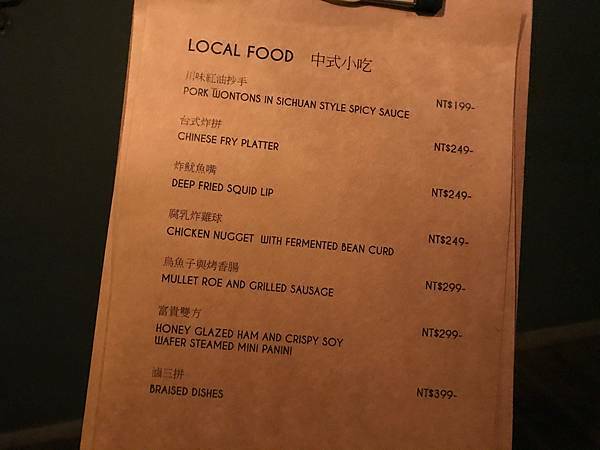 LOCAL FOOD 中式小吃
川味紅油抄手
PORK WONTONS IN SICHUAN STYLE SPICY SAUCE NT$199-
台式炸拼
CHINESE FRY PLATTER NT$249-
炸魷魚嘴
DEEP FRIED SQUID LIP NT$249-
腐乳炸雞球
CHICKEN NUGGET WITH FERMENTED BEAN CURD NT$249-
烏魚子與烤香腸
MULLET ROE AND GRILLED SAUSAGE NT$299-
富貴雙方
HONEY GLAZED HAM AND CRISPY SOY NT$299-
WAFER STEAMED MINI PANINI
滷三拼
BRAISED DISHES NT$399-